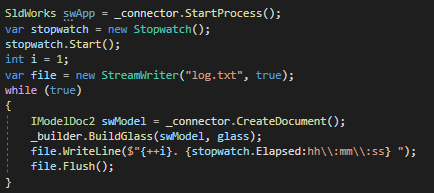 SldWorks swApp = _connector.StartProcess();
var stopwatch = new Stopwatch();
stopwatch.Start();
int i = 1;
var file = new StreamWriter("log.txt", true);
while (true)
{
IModelDoc2 swModel = _connector.CreateDocument();
_builder.BuildGlass(swModel, glass);
file.WriteLine($"{++i}. {stopwatch.Elapsed:hh\\:mm\\:ss} ");
file.Flush();
}